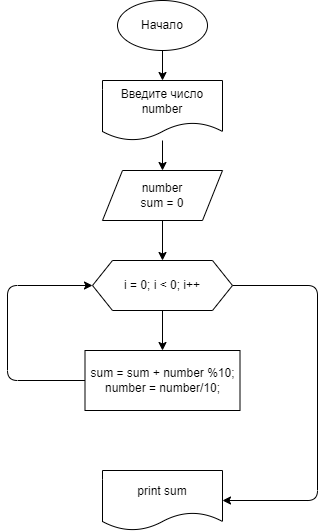 Начало
Введите число
number
number
sum = 0
i = 0; i < 0; i++
sum = sum + number %10;
number = number/10;
print sum